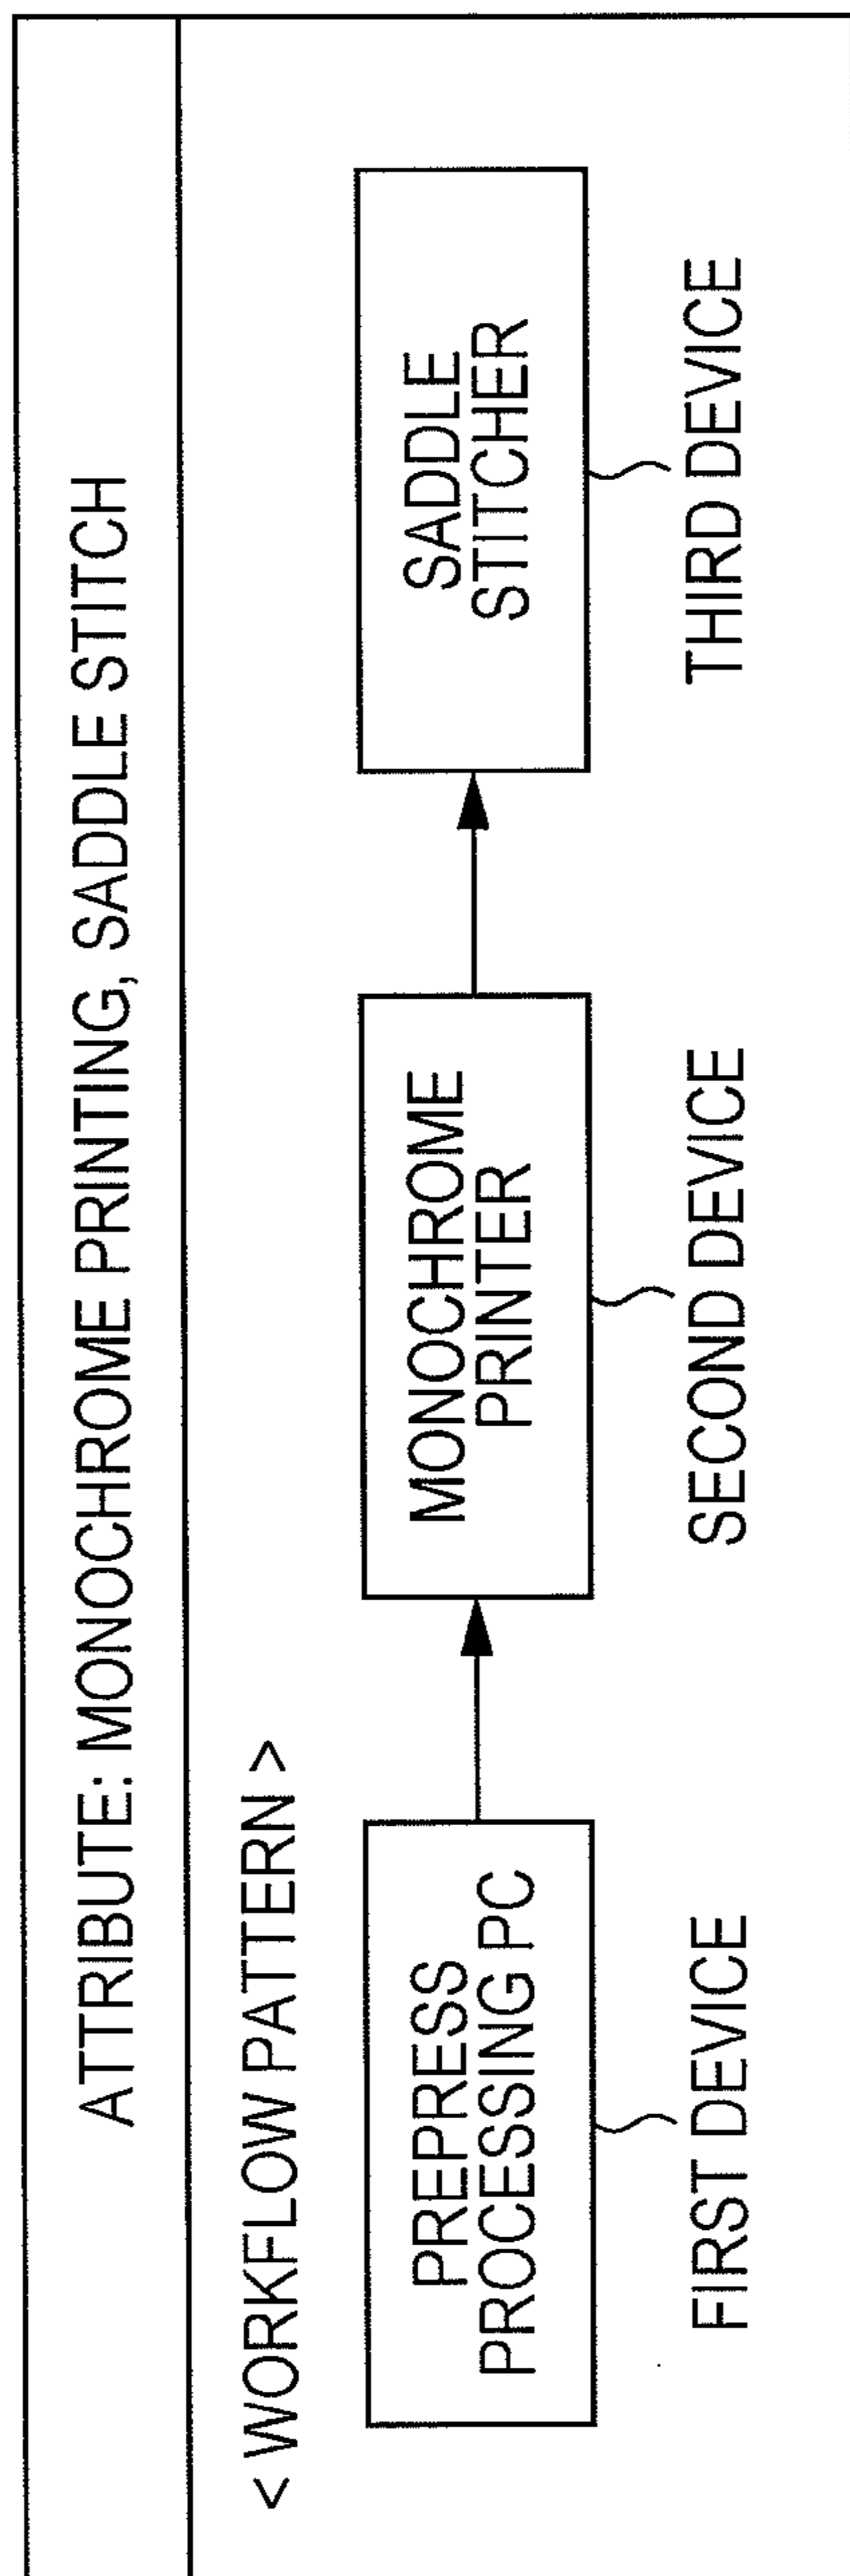 ATTRIBUTE: MONOCHROME PRINTING, SADDLE STITCH
< WORKFLOW PATTERN >
PREPRESS
PROCESSING PC
MONOCHROME
PRINTER
SADDLE
STITCHER
FIRST DEVICE
SECOND DEVICE
THIRD DEVICE